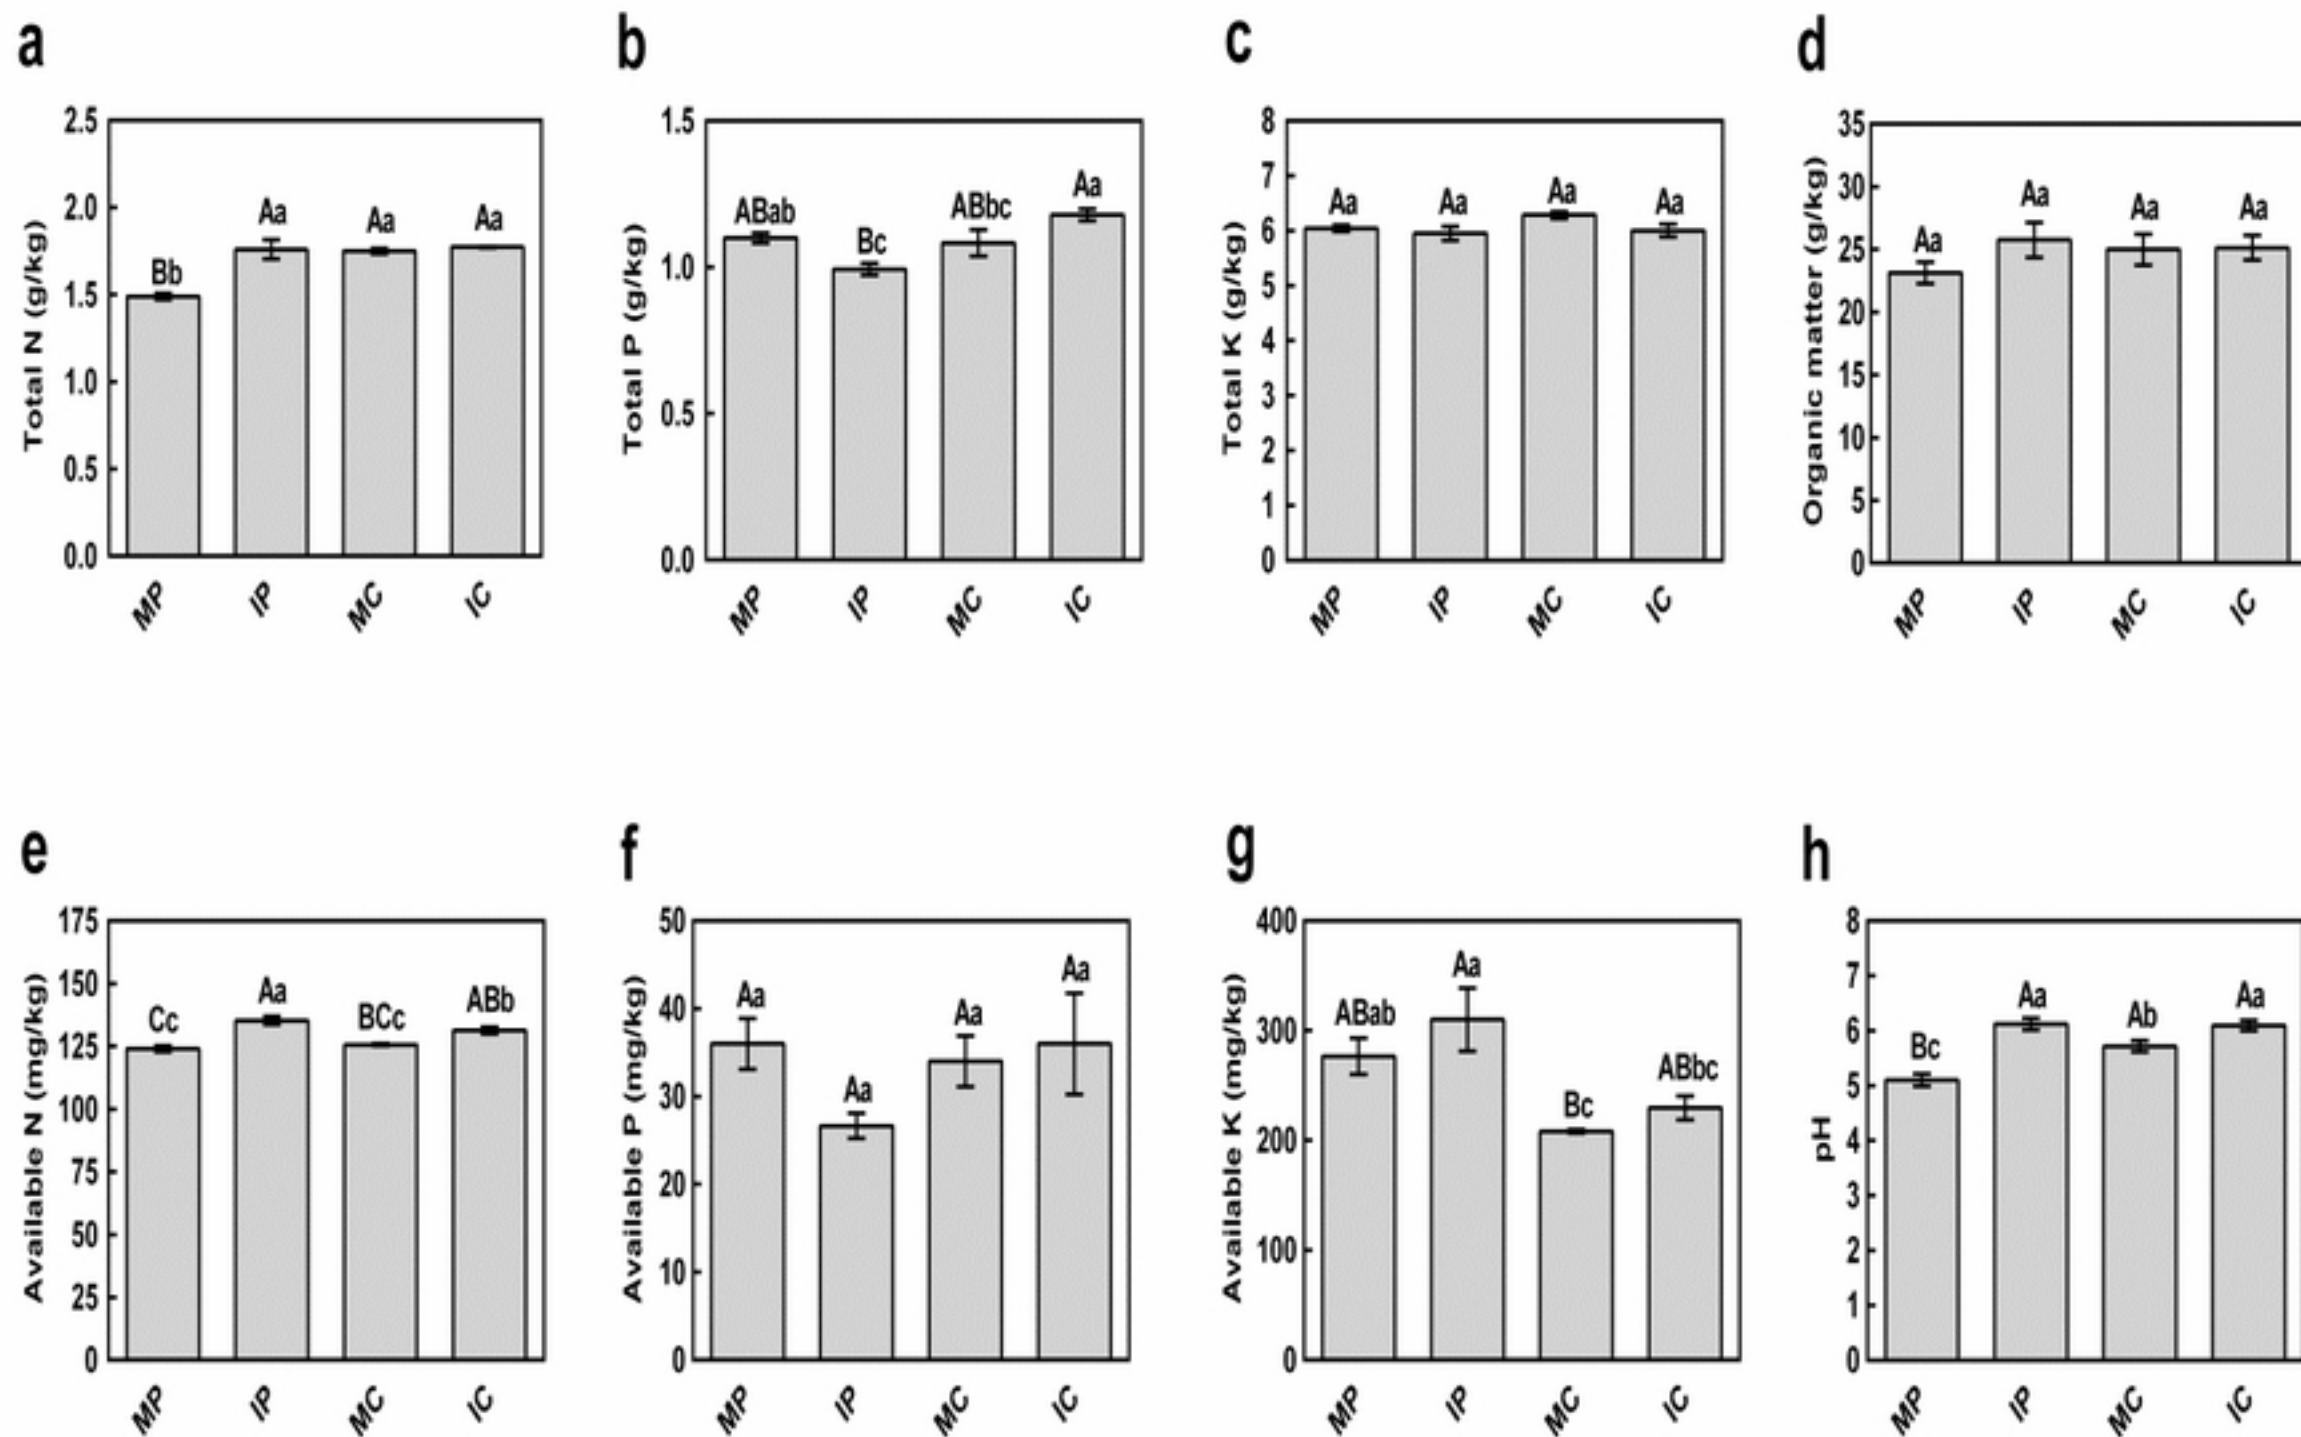 a
Total N (g/kg)
2.5
2.0
1.5
1.0
0.5
0.0
Bb
Aa
Aa
Aa
MP
IP
MC
IC
b
Total P (g/kg)
1.5
1.0
0.5
0.0
ABab
Bc
ABbc
Aa
MP
IP
MC
IC
c
Total K (g/kg)
8
7
6
5
4
3
2
1
0
Aa
Aa
Aa
Aa
MP
IP
MC
IC
d
Organic matter (g/kg)
35
30
25
20
15
10
5
0
Aa
Aa
Aa
Aa
MP
IP
MC
IC
e
Available N (mg/kg)
175
150
125
100
75
50
25
0
Cc
Aa
BCc
ABb
MP
IP
MC
IC
f
Available P (mg/kg)
50
40
30
20
10
0
Aa
Aa
Aa
Aa
MP
IP
MC
IC
g
Available K (mg/kg)
400
300
200
100
0
ABab
Aa
Bc
ABbc
MP
IP
MC
IC
h
pH
8
7
6
5
4
3
2
1
0
Bc
Aa
Ab
Aa
MP
IP
MC
IC